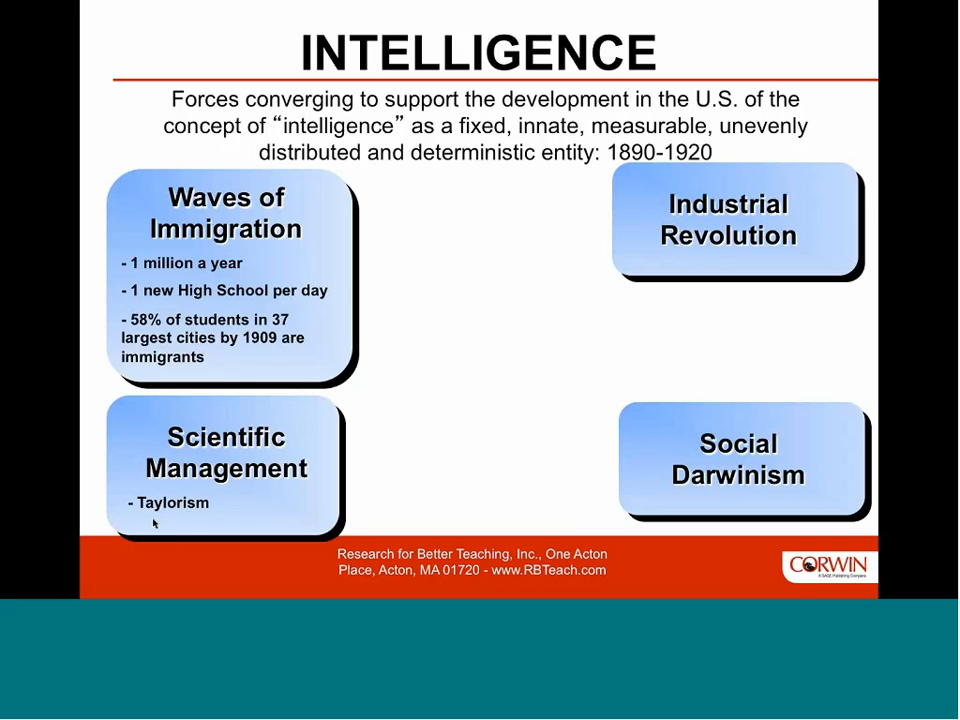 INTELLIGENCE
Forces converging to support the development in the U.S. of the
concept of “intelligence” as a fixed, innate, measurable, unevenly
distributed and deterministic entity: 1890-1920
Waves of
Immigration
- 1 million a year
- 1 new High School per day
- 58% of students in 37
largest cities by 1909 are
immigrants
Industrial
Revolution
Scientific
Management
- Taylorism
Social
Darwinism
Research for Better Teaching, Inc., One Acton
Place, Acton, MA 01720 - www.RBTeach.com
CORWIN
A SAGE Publishing Company